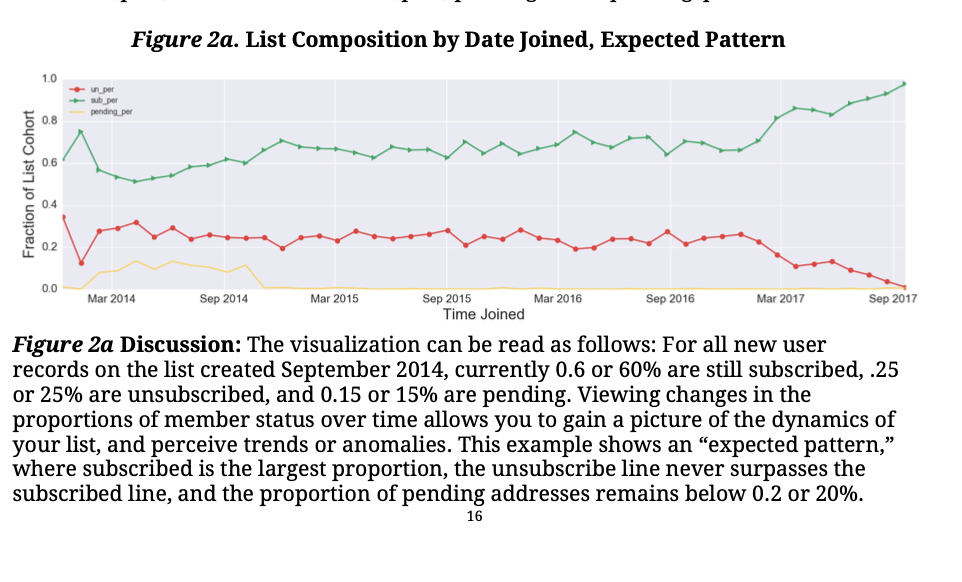 Figure 2a. List Composition by Date Joined, Expected Pattern
1.0
un_per
sub_per
pending_per
0.8
0.6
0.4
0.2
0.0
Fraction of List Cohort
Mar 2014 Sep 2014 Mar 2015 Sep 2015 Mar 2016 Sep 2016 Mar 2017 Sep 2017
Time Joined
Figure 2a Discussion: The visualization can be read as follows: For all new user
records on the list created September 2014, currently 0.6 or 60% are still subscribed, .25
or 25% are unsubscribed, and 0.15 or 15% are pending. Viewing changes in the
proportions of member status over time allows you to gain a picture of the dynamics of
your list, and perceive trends or anomalies. This example shows an “expected pattern,”
where subscribed is the largest proportion, the unsubscribe line never surpasses the
subscribed line, and the proportion of pending addresses remains below 0.2 or 20%.
16